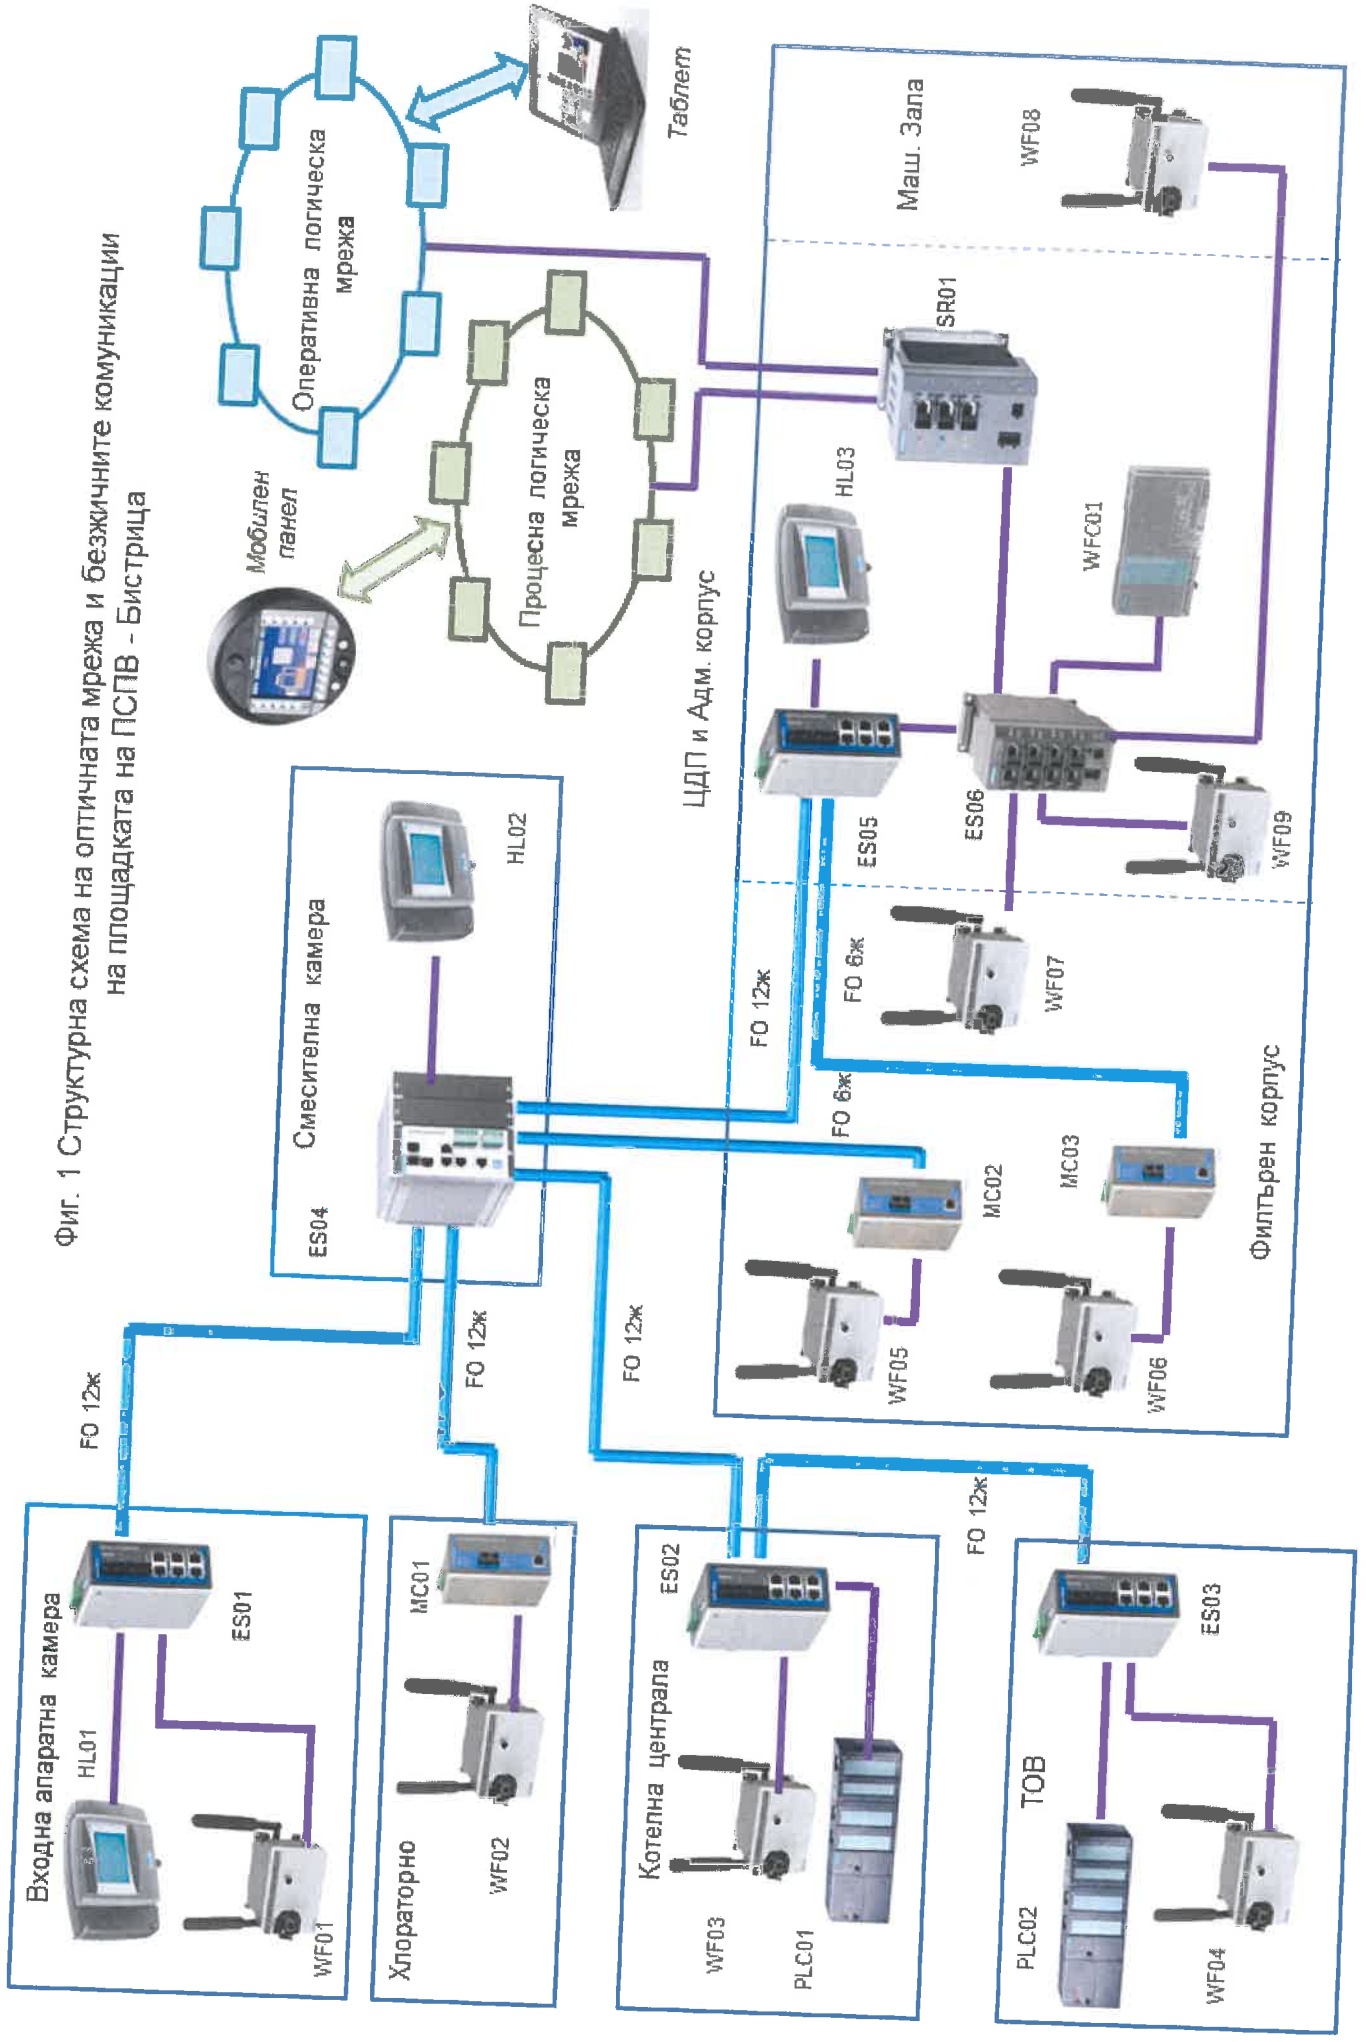 Фиг. 1 Структурна схема на оптичната мрежа и безжичните комуникации
на площадката на ПСПВ - Бистрица
Входна апаратна камера
HL01
ES01
WF01
FO 12ж
Хлораторно
MC01
WF02
FO 12ж
Котелна централа
ES02
WF03
PLC01
FO 12ж
ТОВ
ES03
PLC02
WF04
FO 12ж
ES04
Смесителна камера
HL02
Мобилен
панел
Процесна логическа
мрежа
Оперативна логическа
мрежа
Таблет
ЦДП и Адм. корпус
Маш. Зала
HL03
SR01
WF08
ES05
ES06
WFC01
WF09
FO 12ж
FO 6ж
FO 6ж
WF07
MC02
MC03
WF05
WF06
Филтърен корпус